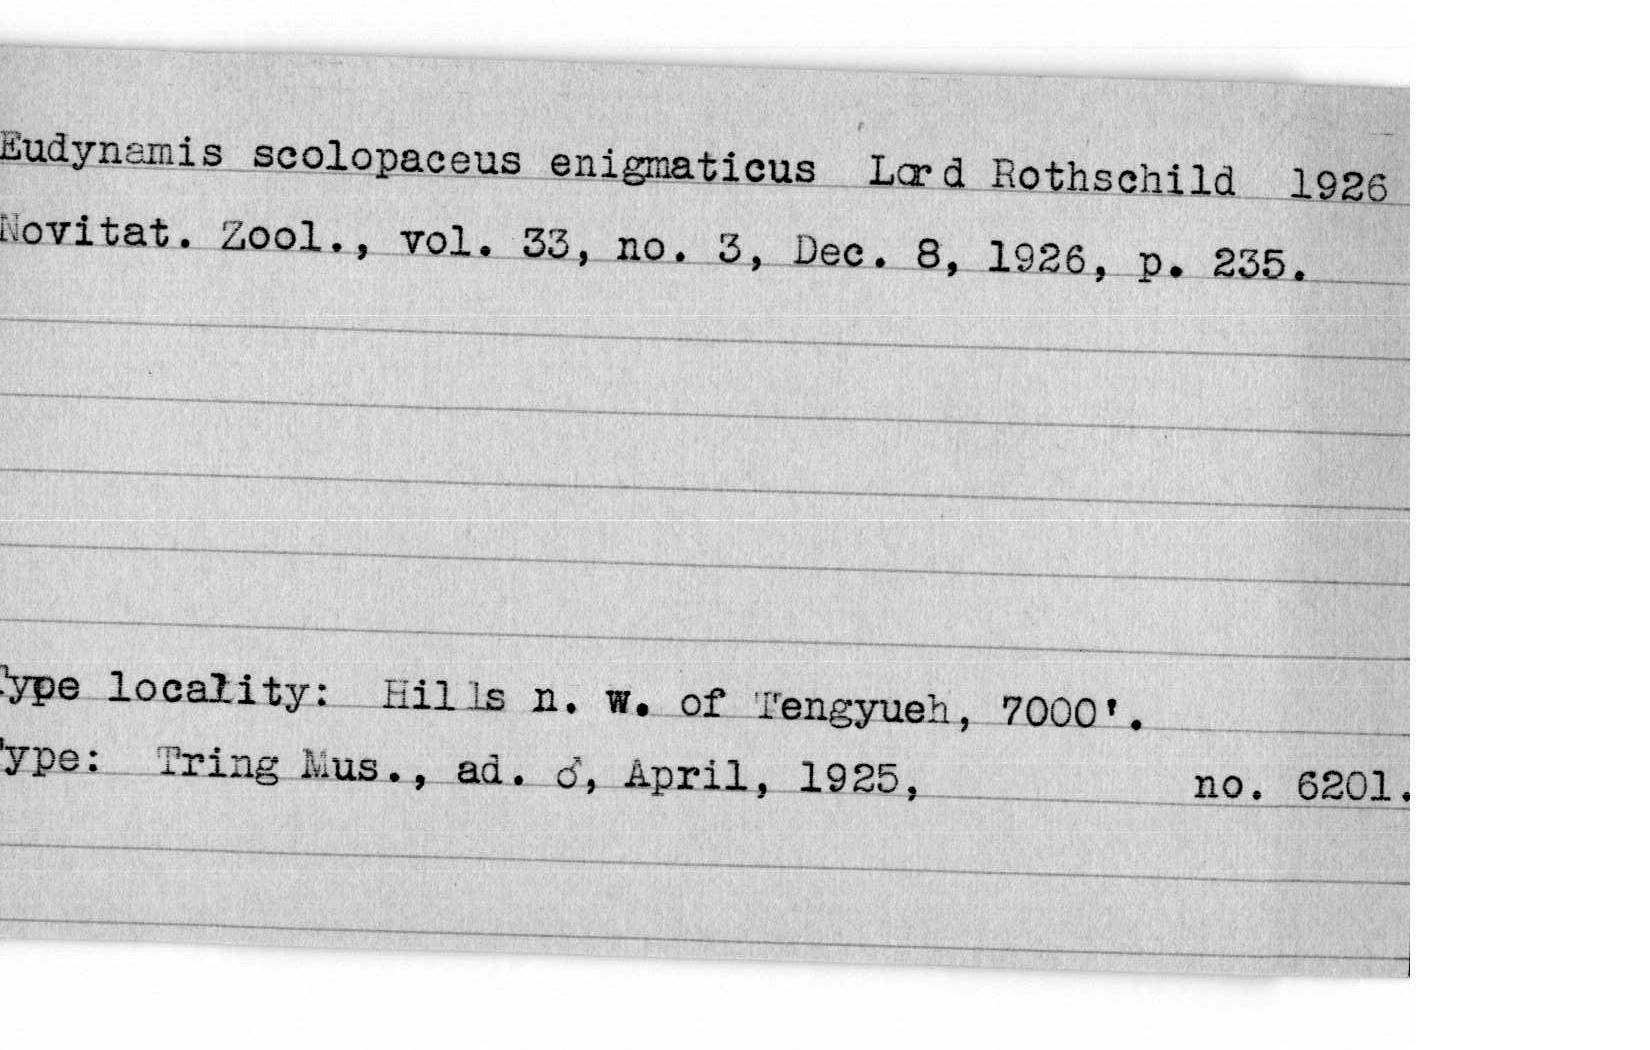 Eudynamis scolopaceus enigmaticus Lord Rothschild 1926
Novitat. Zool., vol. 33, no. 3, Dec. 8, 1926, p. 235.
Type locality: Hills n. w. of Tengyueh, 7000'.
Type: Tring Mus., ad. ♂, April, 1925, no. 6201.